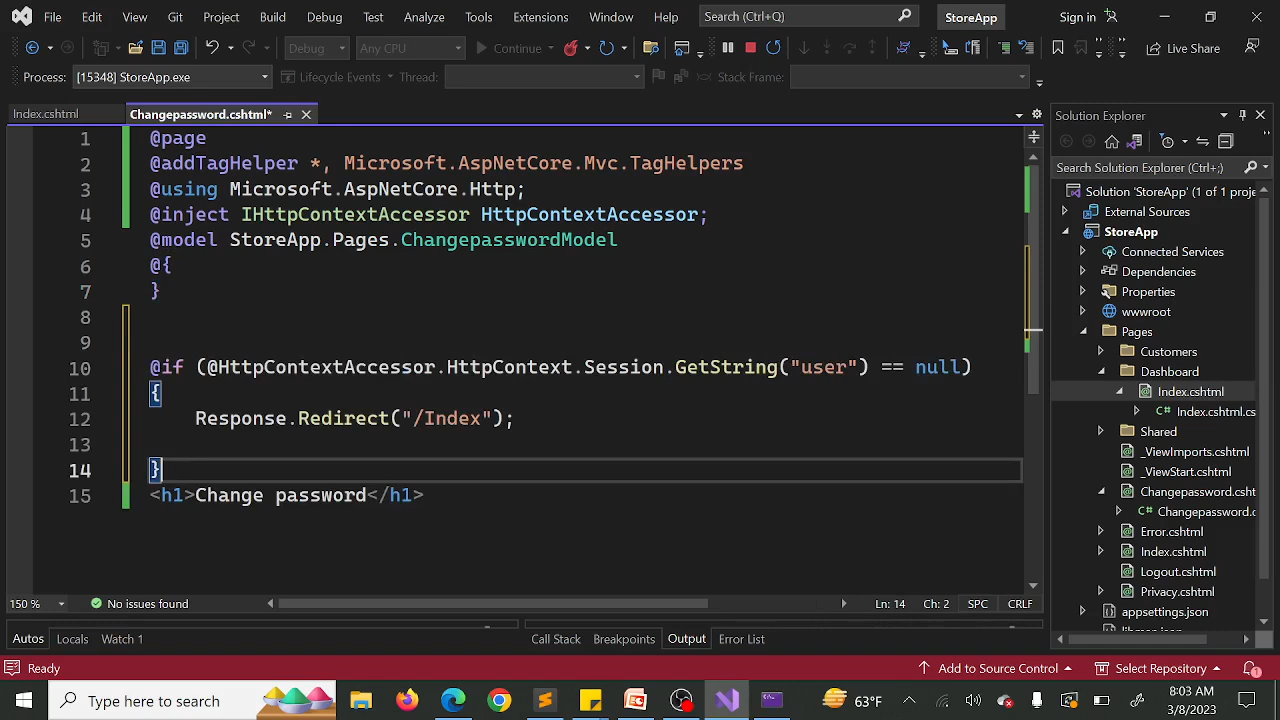 File Edit View Git Project Build Debug Test Analyze Tools Extensions Window Help Search (Ctrl+Q) StoreApp Sign in
Debug Any CPU Continue Live Share
Process: [15348] StoreApp.exe Lifecycle Events Thread: Stack Frame:
Index.cshtml Changepassword.cshtml*
1 @page
2 @addTagHelper *, Microsoft.AspNetCore.Mvc.TagHelpers
3 @using Microsoft.AspNetCore.Http;
4 @inject IHttpContextAccessor HttpContextAccessor;
5 @model StoreApp.Pages.ChangepasswordModel
6 @{
7 }
8
9
10 @if (@HttpContextAccessor.HttpContext.Session.GetString("user") == null)
11 {
12 Response.Redirect("/Index");
13
14 }
15 <h1>Change password</h1>
150 % No issues found Ln: 14 Ch: 2 SPC CRLF
Solution Explorer
Search Solution Explorer (Ctrl+;)
Solution 'StoreApp' (1 of 1 proje
External Sources
StoreApp
Connected Services
Dependencies
Properties
wwwroot
Pages
Customers
Dashboard
Index.cshtml
Index.cshtml.cs
Shared
_ViewImports.cshtml
_ViewStart.cshtml
Changepassword.csht
Changepassword.c
Error.cshtml
Index.cshtml
Logout.cshtml
Privacy.cshtml
appsettings.json
Autos Locals Watch 1 Call Stack Breakpoints Output Error List
Ready Add to Source Control Select Repository 1
Type here to search 63°F 8:03 AM
3/8/2023